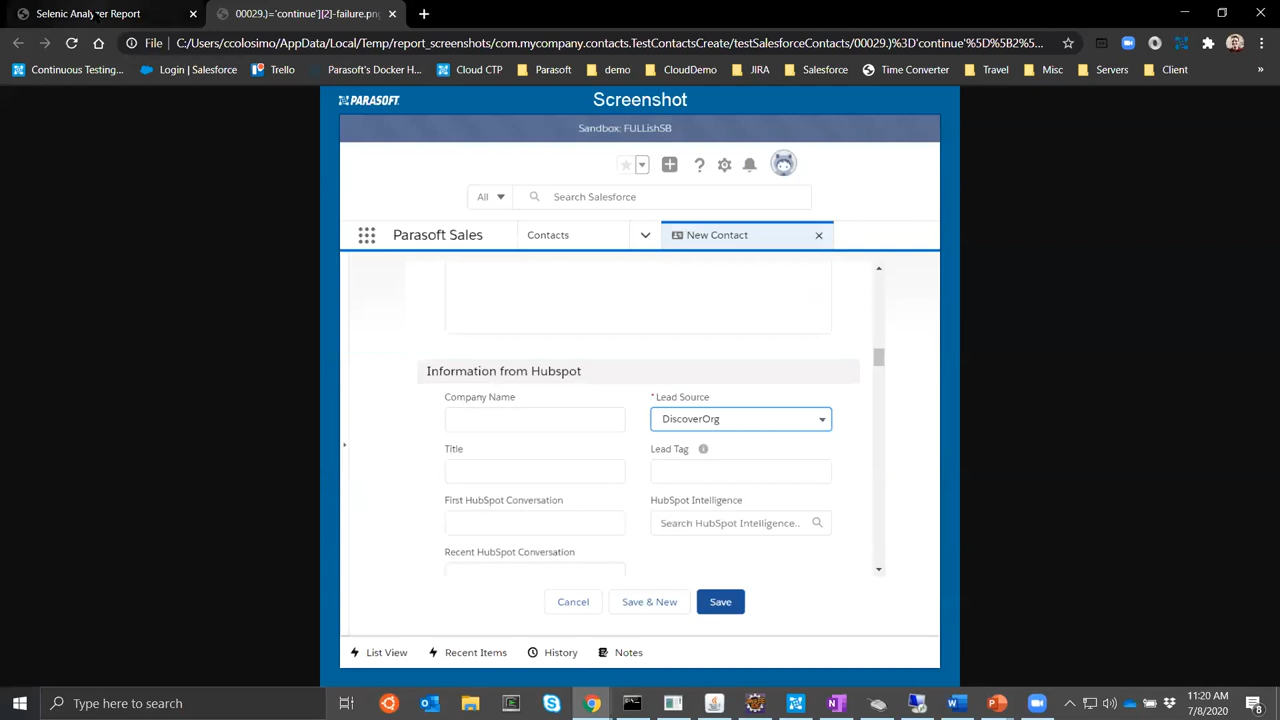 Selenic Analyzer Report
00029.)='continue'][2]-failure.png
File
C:/Users/ccolosimo/AppData/Local/Temp/report_screenshots/com.mycompany.contacts.TestContactsCreate/testSalesforceContacts/00029.)%3D'continue'%5D%5B2%5...
Continuous Testing...
Login | Salesforce
Trello
Parasoft's Docker H...
Cloud CTP
Parasoft
demo
CloudDemo
JIRA
Salesforce
Time Converter
Travel
Misc
Servers
Client
»
PARASOFT
Screenshot
Sandbox: FULLishSB
All
Search Salesforce
Parasoft Sales
Contacts
New Contact
Information from Hubspot
Company Name
* Lead Source
DiscoverOrg
Title
Lead Tag
First HubSpot Conversation
HubSpot Intelligence
Search HubSpot Intelligence..
Recent HubSpot Conversation
Cancel
Save & New
Save
List View
Recent Items
History
Notes
Type here to search
11:20 AM
7/8/2020
8